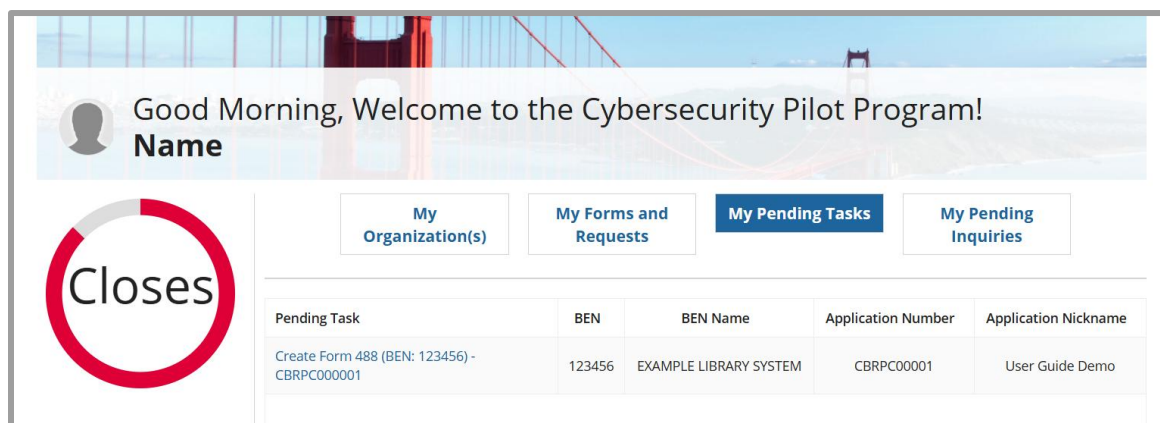 Good Morning, Welcome to the Cybersecurity Pilot Program!
Name
Closes
My
Organization(s)
My Forms and
Requests
My Pending Tasks
My Pending
Inquiries
Pending Task BEN BEN Name Application Number Application Nickname
Create Form 488 (BEN: 123456) -
CBRPC000001
123456 EXAMPLE LIBRARY SYSTEM CBRPC00001 User Guide Demo